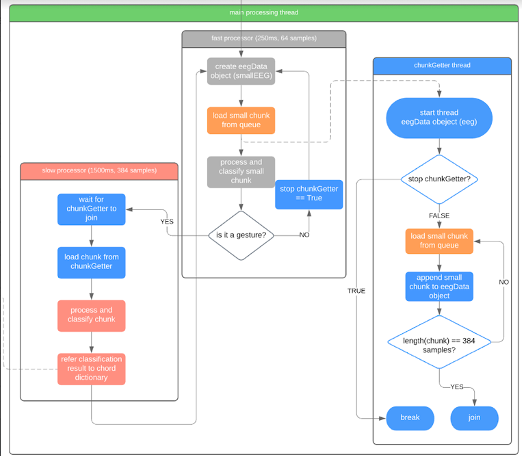 main processing thread
fast processor (250ms, 64 samples)
create eegData
object (smallEEG)
load small chunk
from queue
process and
classify small
chunk
stop chunkGetter
== True
is it a gesture?
YES
NO
slow processor (1500ms, 384 samples)
wait for
chunkGetter to
join
load chunk from
chunkGetter
process and
classify chunk
refer classification
result to chord
dictionary
chunkGetter thread
start thread
eegData obeject (eeg)
stop chunkGetter?
FALSE
TRUE
load small chunk
from queue
append small
chunk to eegData
object
NO
length(chunk) == 384
samples?
YES
break
join